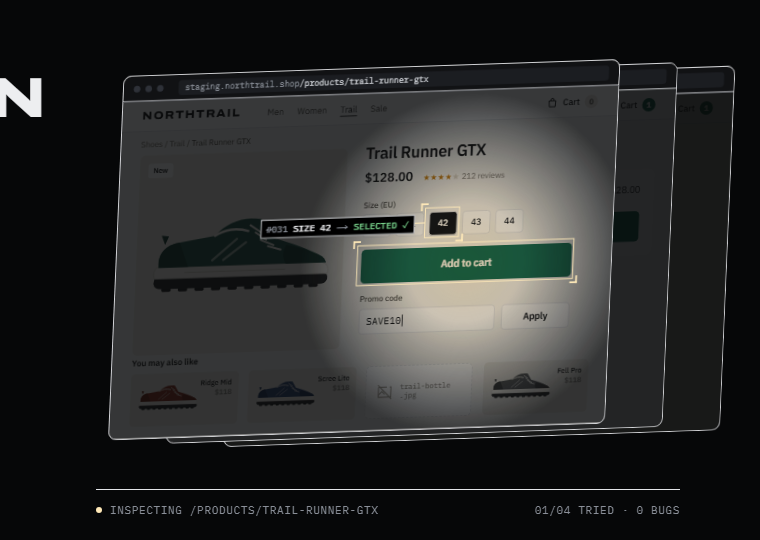 N
staging.northtrail.shop/products/trail-runner-gtx
NORTHTRAIL Men Women Trail Sale Cart 0
Cart
Cart
Shoes / Trail / Trail Runner GTX
New
Trail Runner GTX
$128.00 ★★★★★ 212 reviews
28.00
Size (EU)
#031 SIZE 42 → SELECTED ✓
42 43 44
Add to cart
Promo code
SAVE10 Apply
You may also like
Ridge Mid
Scree Lite
trail-bottle
.jpg
Fell Pro
INSPECTING /PRODUCTS/TRAIL-RUNNER-GTX
01/04 TRIED · 0 BUGS